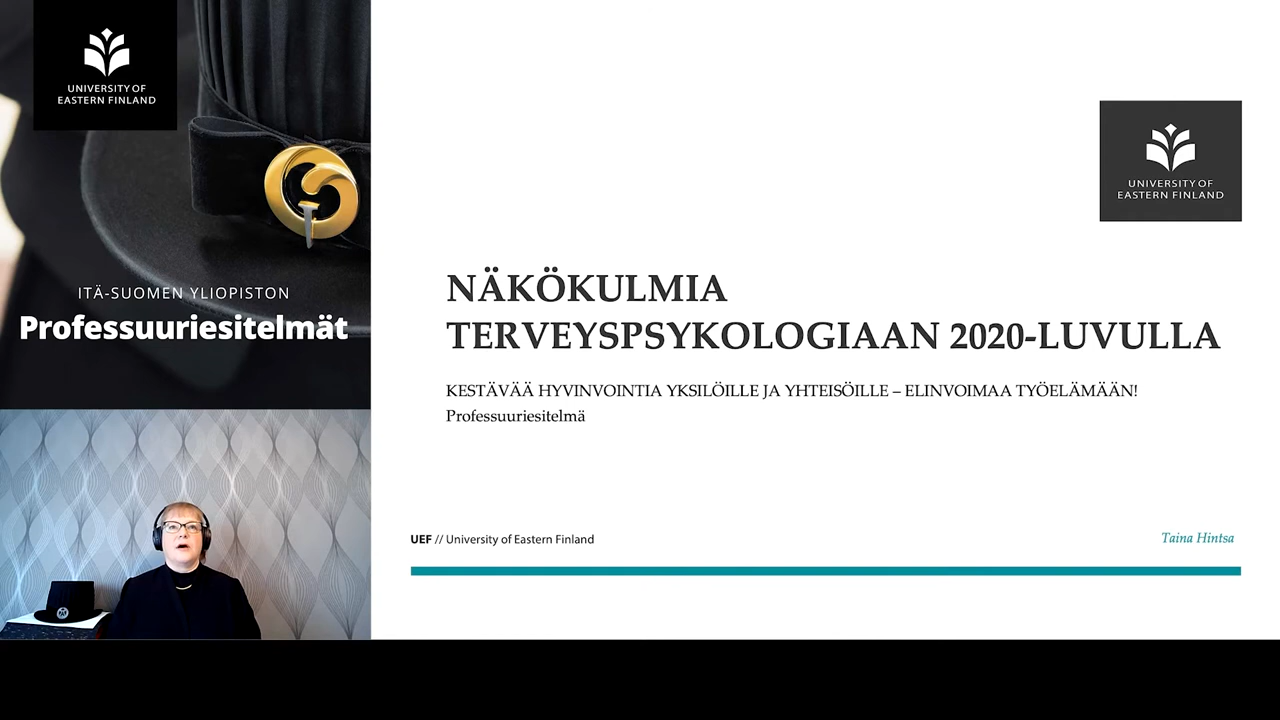 UNIVERSITY OF
EASTERN FINLAND
ITÄ-SUOMEN YLIOPISTON
Professuuriesitelmät
UNIVERSITY OF
EASTERN FINLAND
NÄKÖKULMIA
TERVEYSPSYKOLOGIAAN 2020-LUVULLA
KESTÄVÄÄ HYVINVOINTIA YKSILÖILLE JA YHTEISÖILLE – ELINVOIMAA TYÖELÄMÄÄN!
Professuuriesitelmä
UEF // University of Eastern Finland
Taina Hintsa